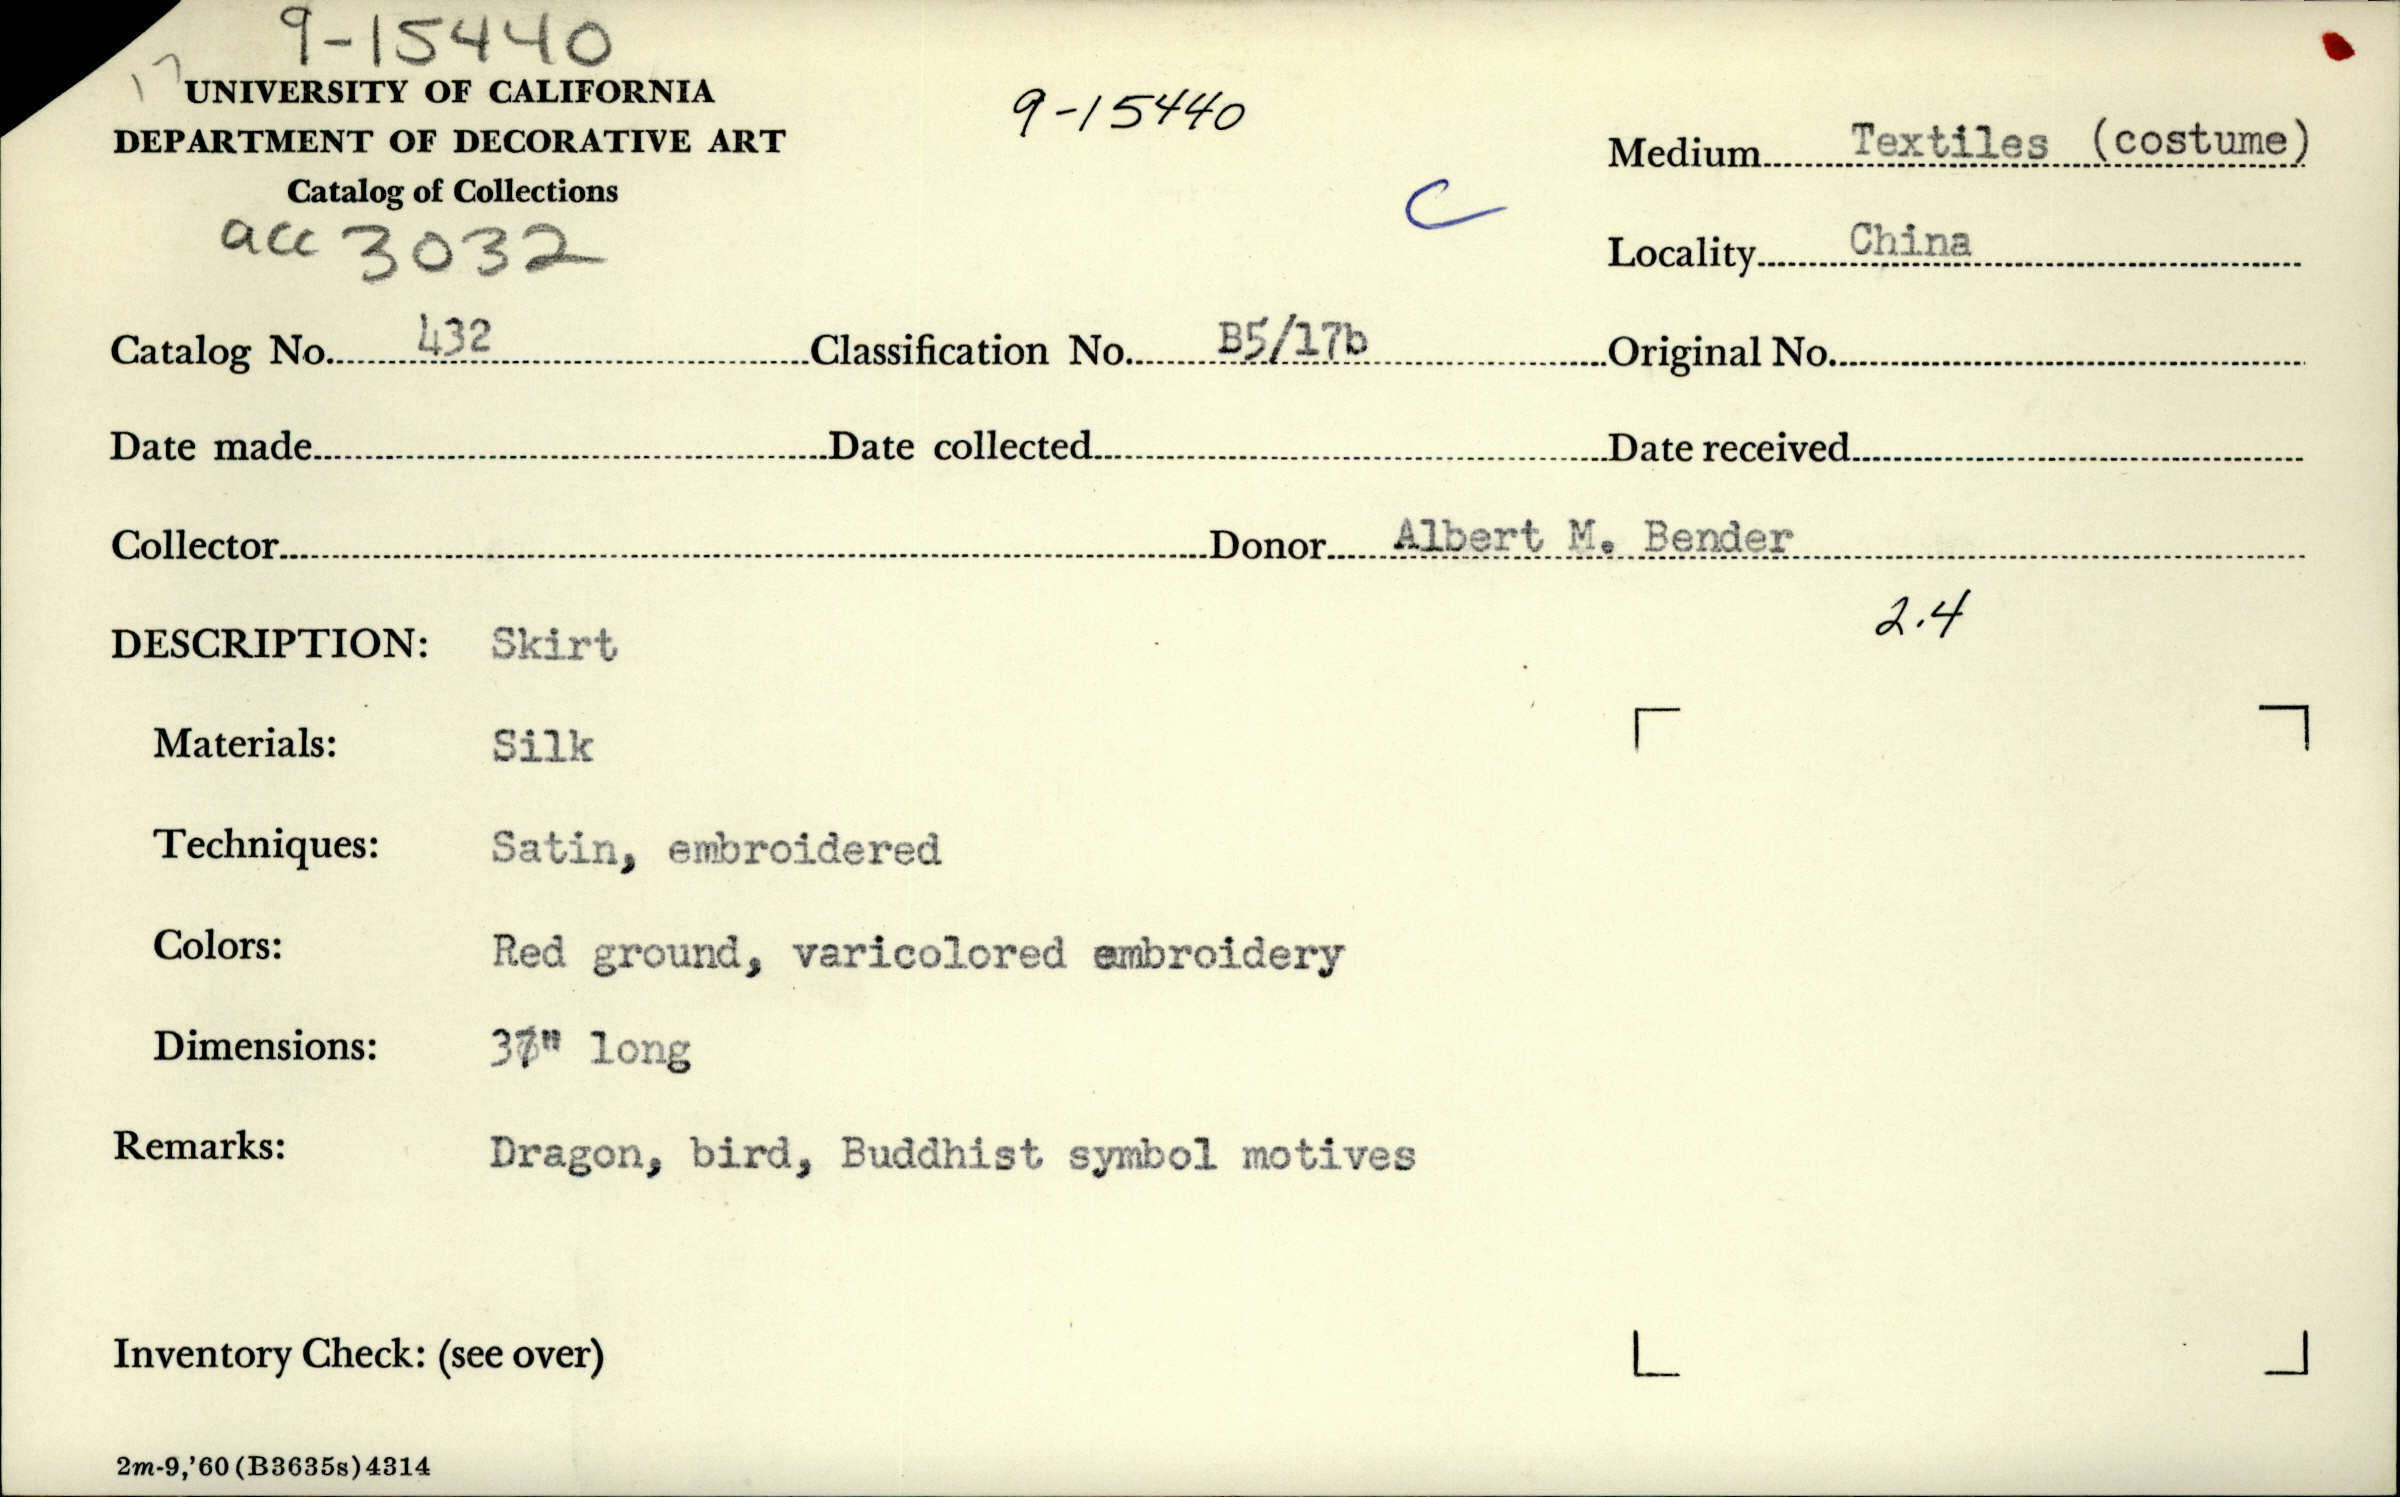 9-15440
17
UNIVERSITY OF CALIFORNIA
DEPARTMENT OF DECORATIVE ART
Catalog of Collections
acc 3032
9-15440
C
Medium Textiles (costume)
Locality China
Catalog No. 432 Classification No. B5/17b Original No.
Date made Date collected Date received
Collector Donor Albert M. Bender
2.4
DESCRIPTION: Skirt
Materials: Silk
Techniques: Satin, embroidered
Colors: Red ground, varicolored embroidery
Dimensions: long
Remarks: Dragon, bird, Buddhist symbol motives
Inventory Check: (see over)
2m-9,'60(B3635s)4314